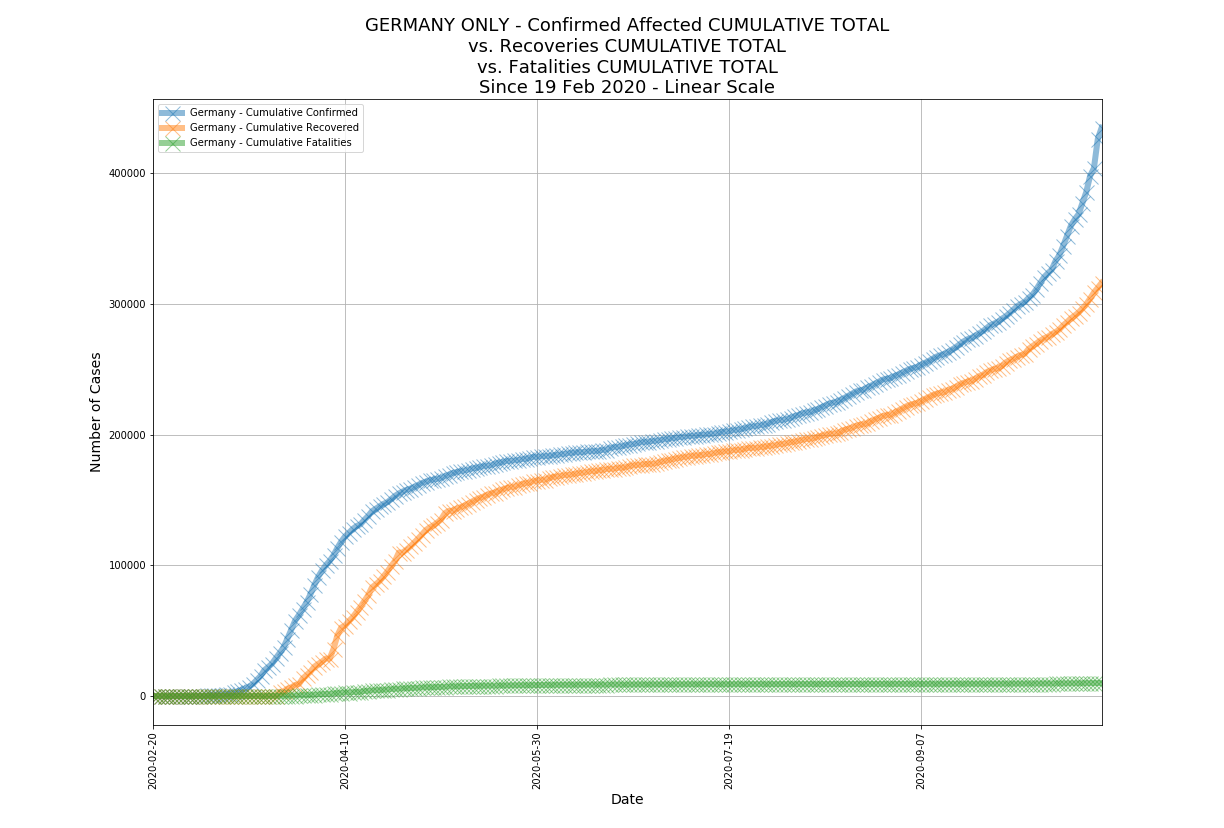 GERMANY ONLY - Confirmed Affected CUMULATIVE TOTAL
vs. Recoveries CUMULATIVE TOTAL
vs. Fatalities CUMULATIVE TOTAL
Since 19 Feb 2020 - Linear Scale
Germany - Cumulative Confirmed
Germany - Cumulative Recovered
Germany - Cumulative Fatalities
Number of Cases
400000
300000
200000
100000
0
2020-02-20
2020-04-10
2020-05-30
2020-07-19
2020-09-07
Date